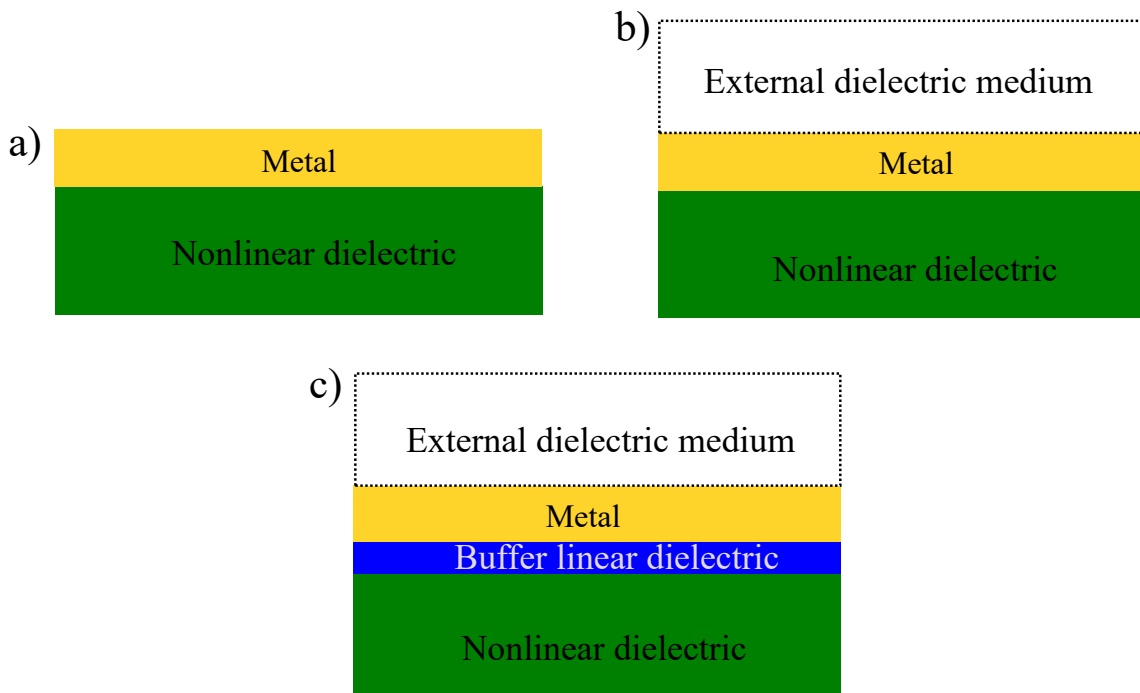 a)
Metal
Nonlinear dielectric
b)
External dielectric medium
Metal
Nonlinear dielectric
c)
External dielectric medium
Metal
Buffer linear dielectric
Nonlinear dielectric